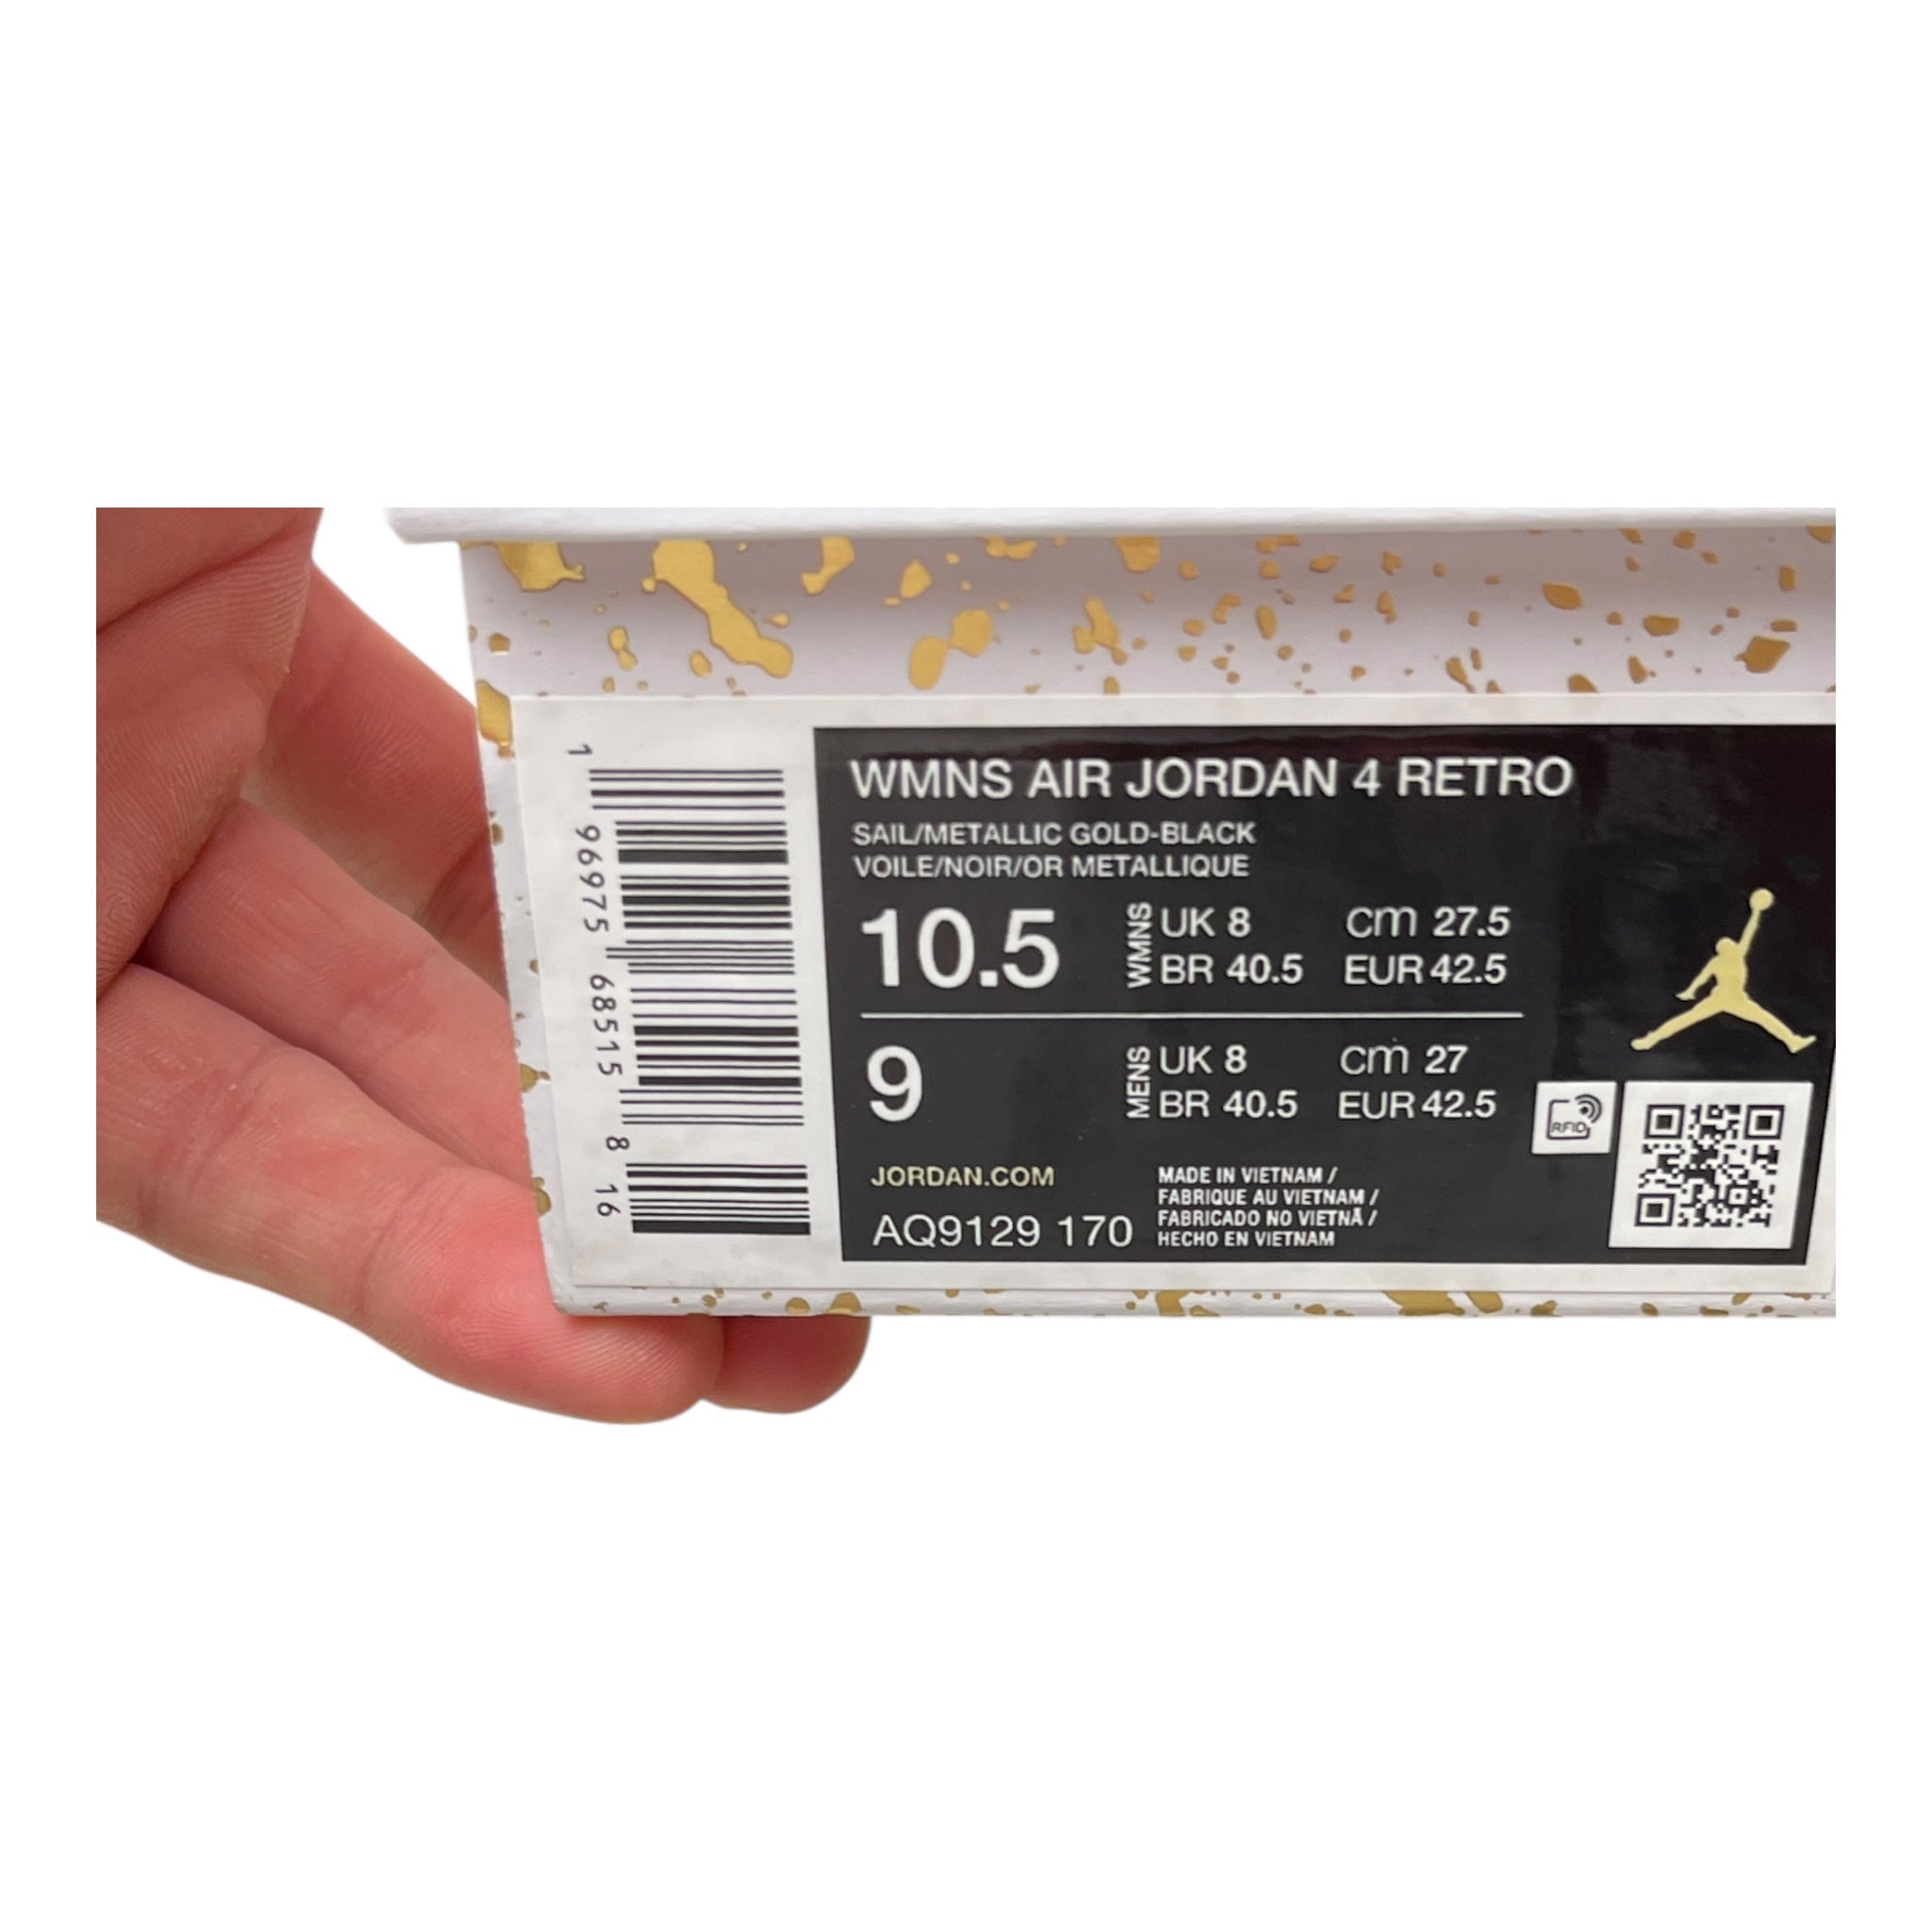 WMNS AIR JORDAN 4 RETRO
SAIL/METALLIC GOLD-BLACK
VOILE/NOIR/OR METALLIQUE
10.5 WMNS UK 8 cm 27.5
BR 40.5 EUR 42.5
9 MENS UK 8 cm 27
BR 40.5 EUR 42.5
RFID
JORDAN.COM
AQ9129 170
MADE IN VIETNAM /
FABRIQUE AU VIETNAM /
FABRICADO NO VIETNÃ /
HECHO EN VIETNAM
1 96975 68515 8 16